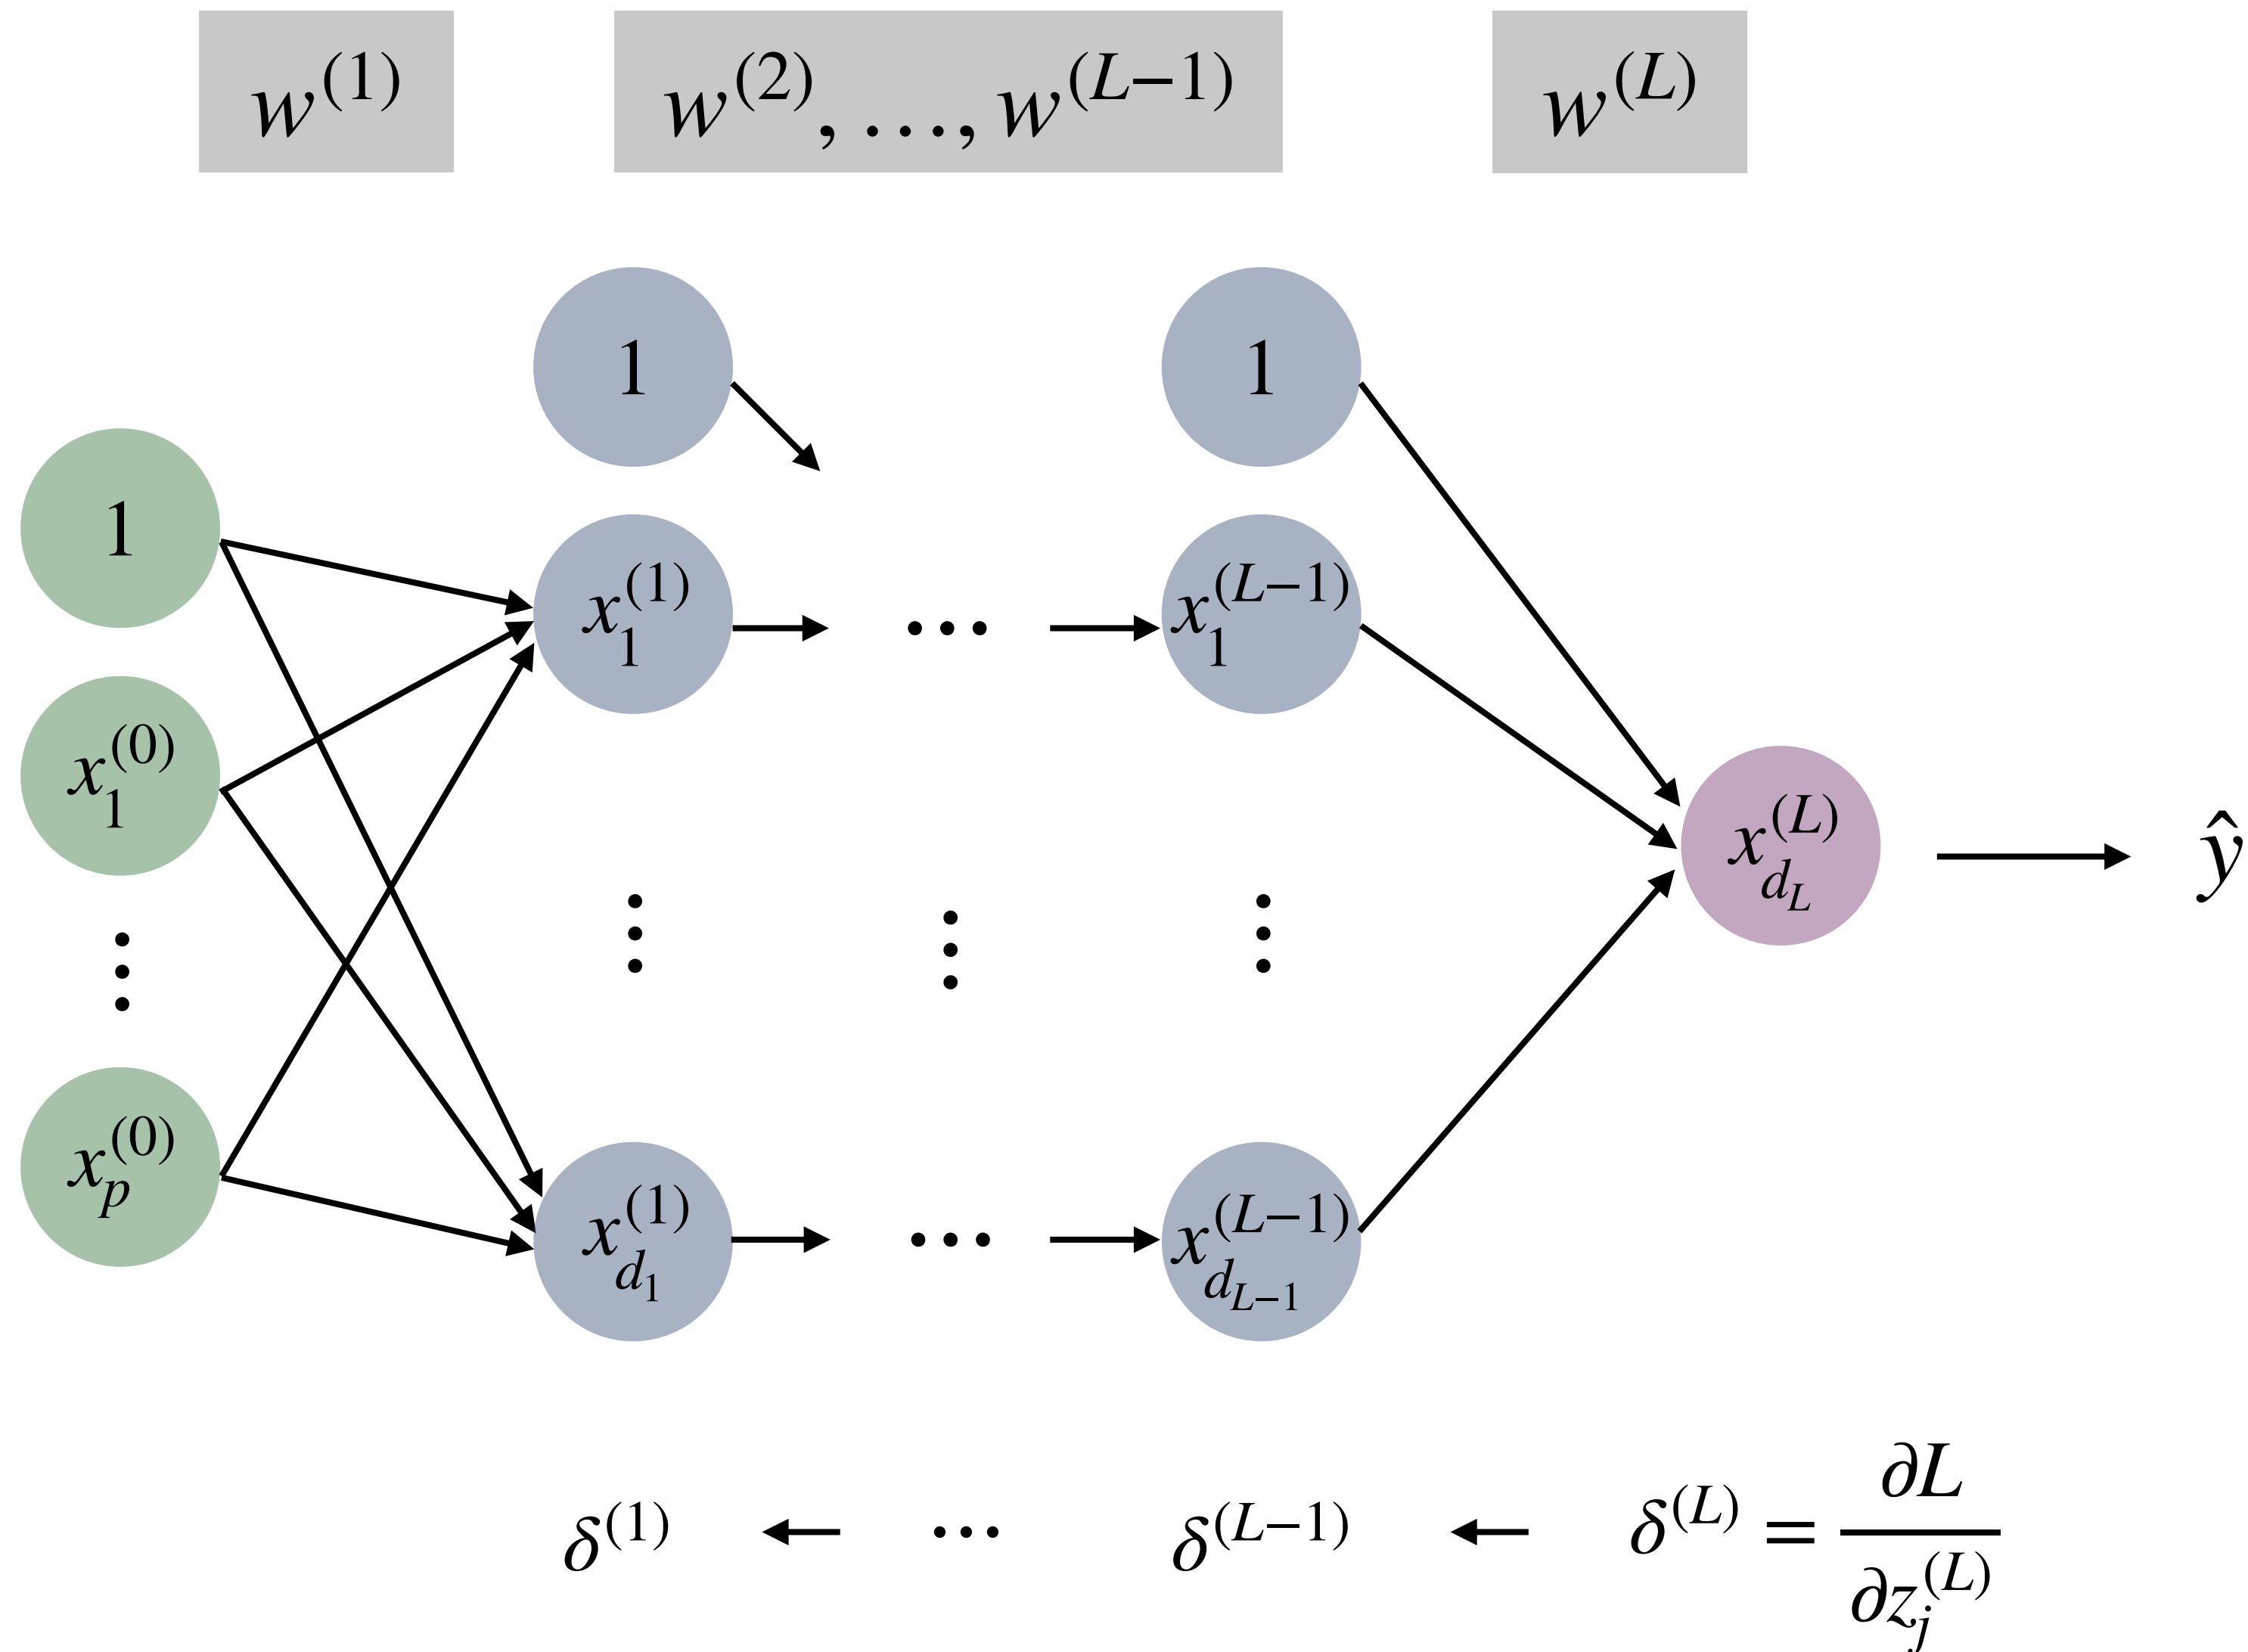 w^{(1)}
w^{(2)}, ...., w^{(L−1)}
w^{(L)}
1
1
1
x_1^{(1)}
...
x_1^{(L−1)}
x_1^{(0)}
x_{d_L}^{(L)}
ŷ
⋮
⋮
⋮
⋮
x_p^{(0)}
x_{d_1}^{(1)}
...
x_{d_{L−1}}^{(L−1)}
δ^{(1)} ← ... δ^{(L−1)} ← δ^{(L)} = ∂L / ∂z_j^{(L)}